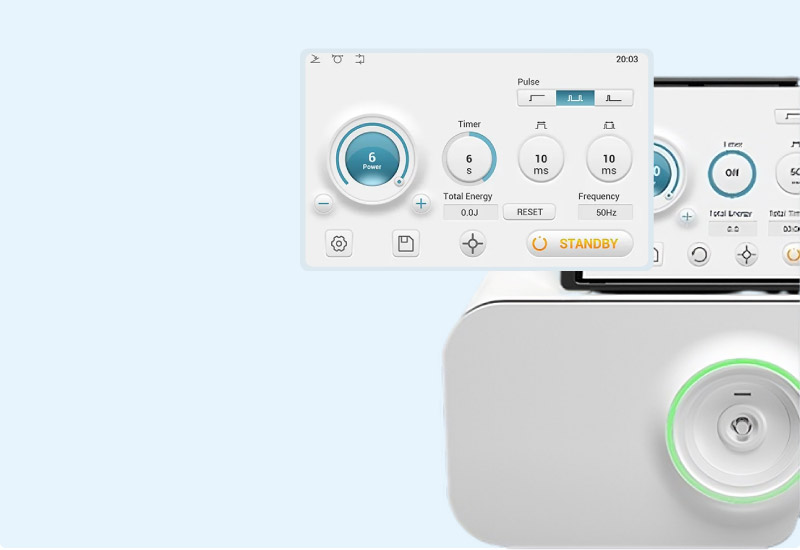 20:03
Pulse
Timer
6
Power
6
s
10
ms
10
ms
Total Energy
0.0J
RESET
Frequency
50Hz
STANDBY
Off
Total Energy
0.0